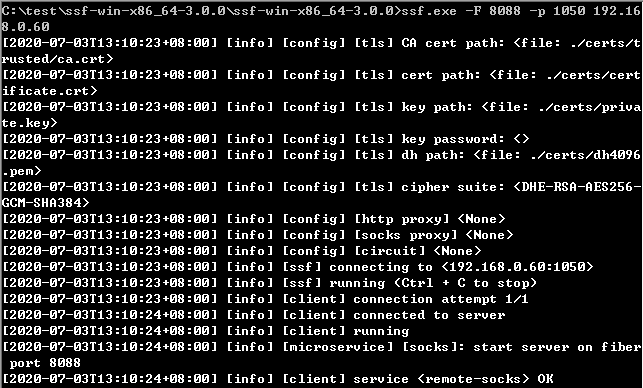 C:\test\ssf-win-x86_64-3.0.0\ssf-win-x86_64-3.0.0>ssf.exe -F 8088 -p 1050 192.16
8.0.60
[2020-07-03T13:10:23+08:00] [info] [config] [tls] CA cert path: <file: ./certs/t
rusted/ca.crt>
[2020-07-03T13:10:23+08:00] [info] [config] [tls] cert path: <file: ./certs/cert
ificate.crt>
[2020-07-03T13:10:23+08:00] [info] [config] [tls] key path: <file: ./certs/priva
te.key>
[2020-07-03T13:10:23+08:00] [info] [config] [tls] key password: <>
[2020-07-03T13:10:23+08:00] [info] [config] [tls] dh path: <file: ./certs/dh4096
.pem>
[2020-07-03T13:10:23+08:00] [info] [config] [tls] cipher suite: <DHE-RSA-AES256-
GCM-SHA384>
[2020-07-03T13:10:23+08:00] [info] [config] [http proxy] <None>
[2020-07-03T13:10:23+08:00] [info] [config] [socks proxy] <None>
[2020-07-03T13:10:23+08:00] [info] [config] [circuit] <None>
[2020-07-03T13:10:23+08:00] [info] [ssf] connecting to <192.168.0.60:1050>
[2020-07-03T13:10:23+08:00] [info] [ssf] running (Ctrl + C to stop)
[2020-07-03T13:10:23+08:00] [info] [client] connection attempt 1/1
[2020-07-03T13:10:24+08:00] [info] [client] connected to server
[2020-07-03T13:10:24+08:00] [info] [client] running
[2020-07-03T13:10:24+08:00] [info] [microservice] [socks]: start server on fiber
 port 8088
[2020-07-03T13:10:24+08:00] [info] [client] service <remote-socks> OK